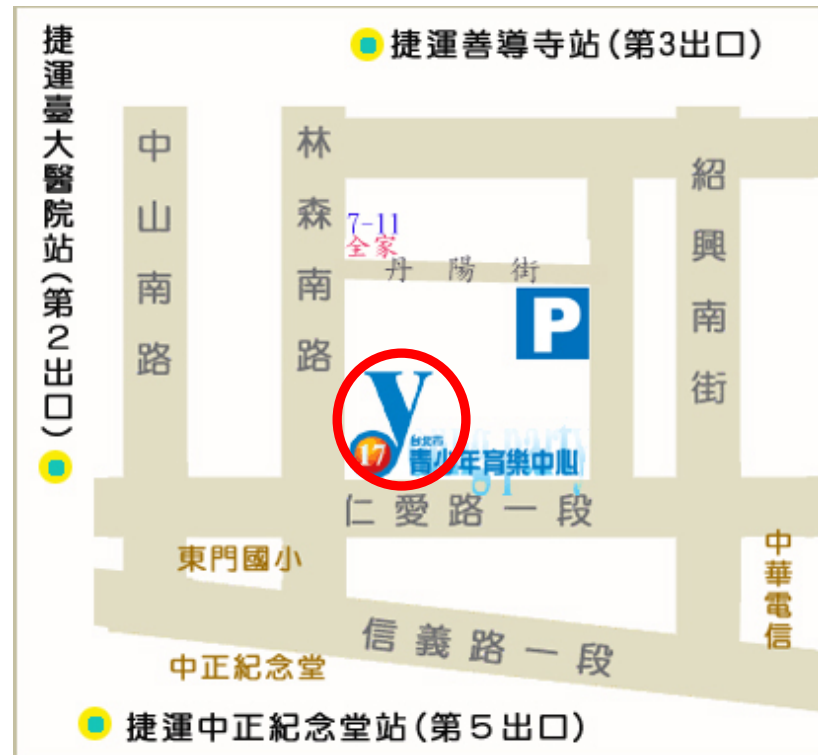 捷運善導寺站(第3出口)
捷運臺大醫院站(第2出口)
中山南路
林森南路
紹興南街
7-11
全家
丹陽街
P
y
17
台北市
青少年育樂中心
仁愛路一段
東門國小
中華電信
信義路一段
中正紀念堂
捷運中正紀念堂站(第5出口)